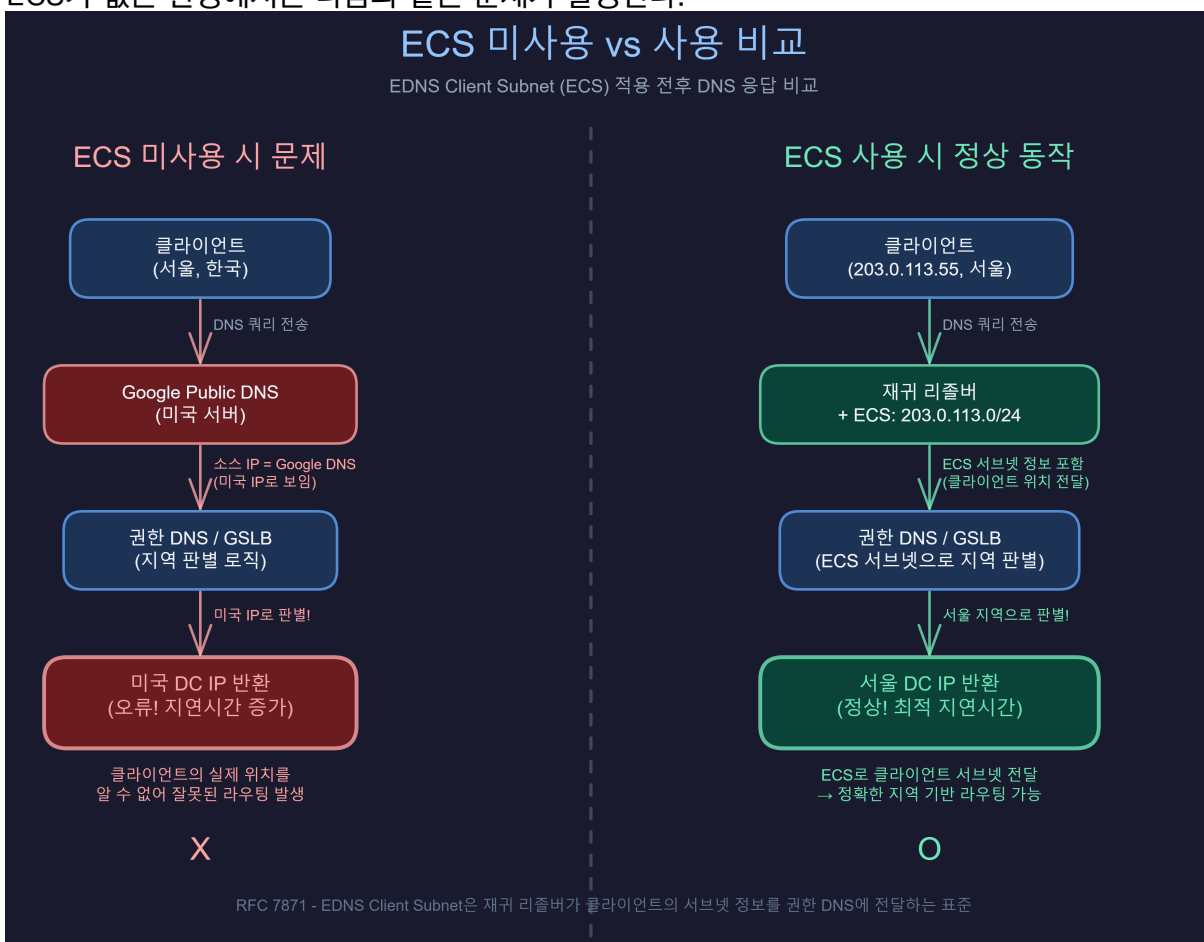 ECS 미사용 vs 사용 비교
EDNS Client Subnet (ECS) 적용 전후 DNS 응답 비교
ECS 미사용 시 문제
클라이언트
(서울, 한국)
DNS 쿼리 전송
Google Public DNS
(미국 서버)
소스 IP = Google DNS
(미국 IP로 보임)
권한 DNS / GSLB
(지역 판별 로직)
미국 IP로 판별!
미국 DC IP 반환
(오류! 지연시간 증가)
클라이언트의 실제 위치를
알 수 없어 잘못된 라우팅 발생
X
ECS 사용 시 정상 동작
클라이언트
(203.0.113.55, 서울)
DNS 쿼리 전송
재귀 리졸버
+ ECS: 203.0.113.0/24
ECS 서브넷 정보 포함
(클라이언트 위치 전달)
권한 DNS / GSLB
(ECS 서브넷으로 지역 판별)
서울 지역으로 판별!
서울 DC IP 반환
(정상! 최적 지연시간)
ECS로 클라이언트 서브넷 전달
→ 정확한 지역 기반 라우팅 가능
O
RFC 7871 - EDNS Client Subnet은 재귀 리졸버가 클라이언트의 서브넷 정보를 권한 DNS에 전달하는 표준